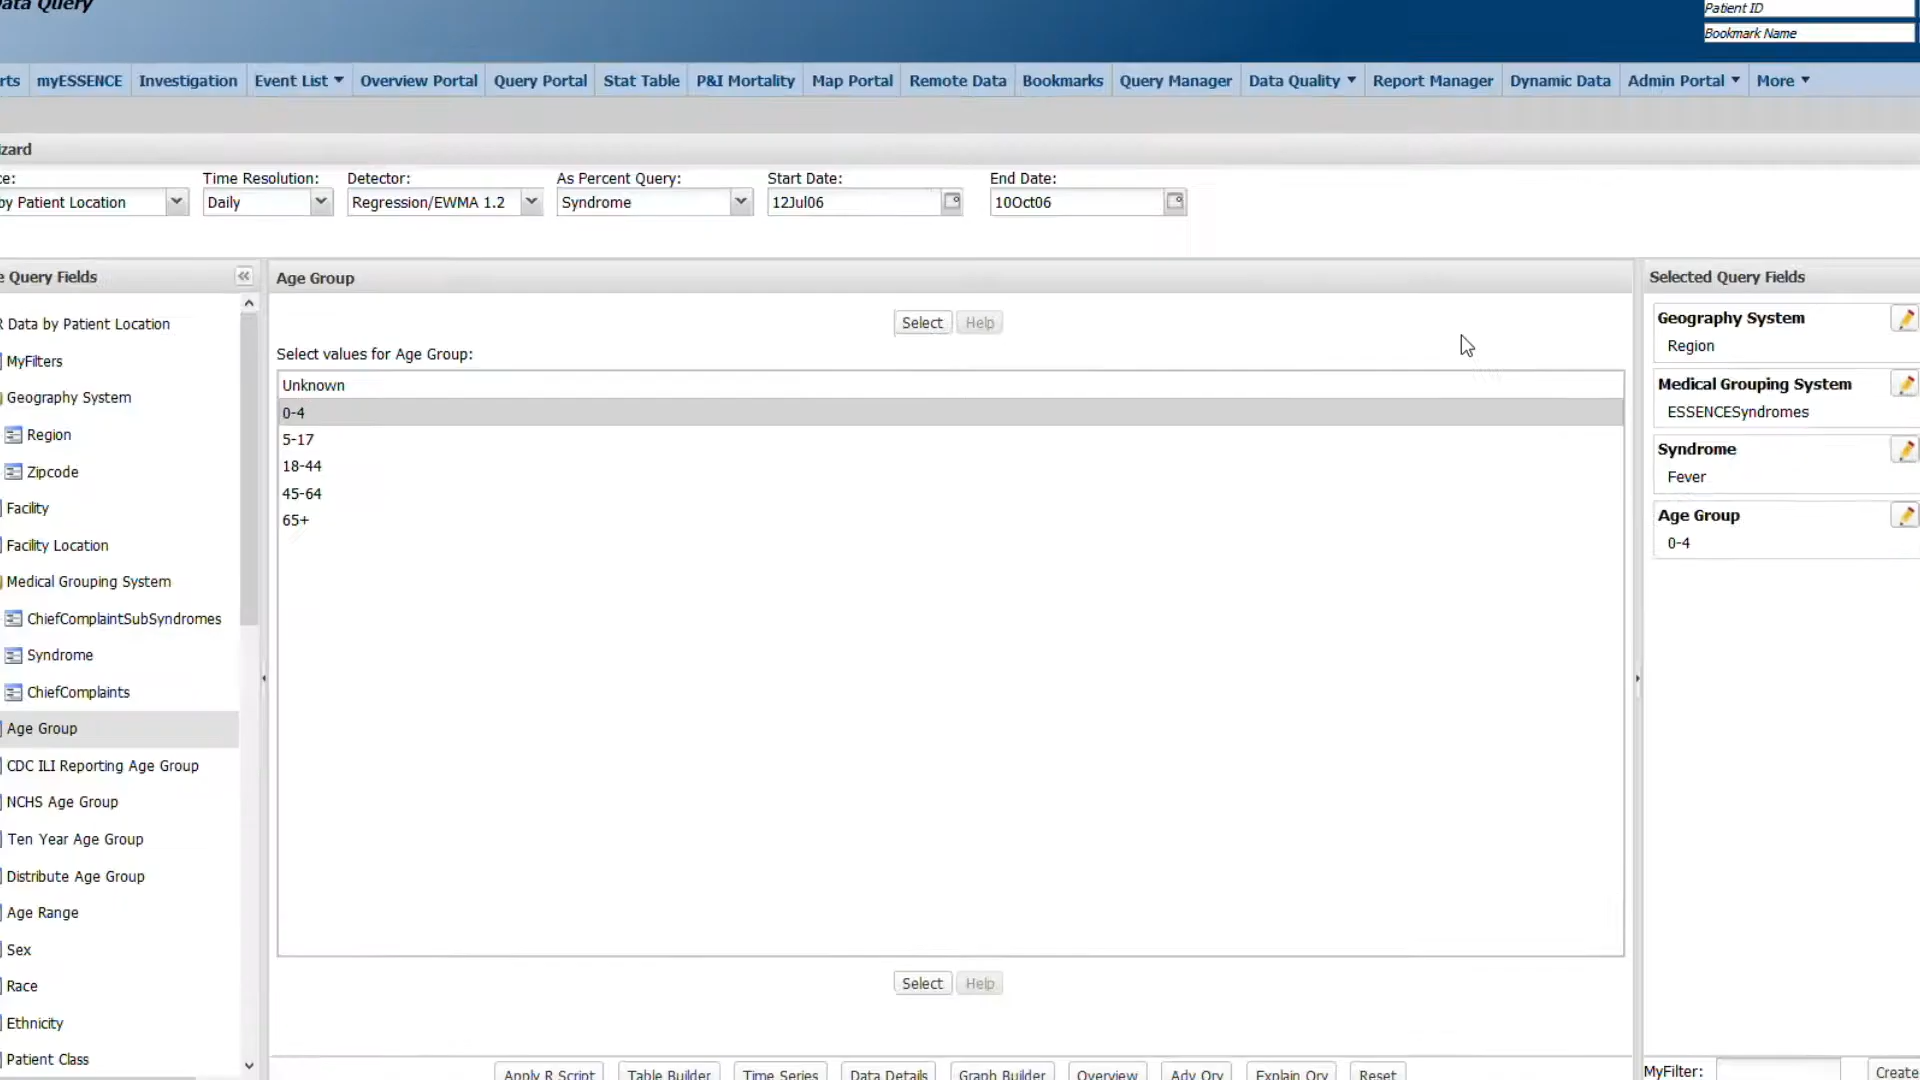 ata Query
Patient ID
Bookmark Name
rts myESSENCE Investigation Event List Overview Portal Query Portal Stat Table P&I Mortality Map Portal Remote Data Bookmarks Query Manager Data Quality Report Manager Dynamic Data Admin Portal More
zard
ce: Time Resolution: Detector: As Percent Query: Start Date: End Date:
by Patient Location Daily Regression/EWMA 1.2 Syndrome 12Jul06 10Oct06
e Query Fields
R Data by Patient Location
MyFilters
Geography System
Region
Zipcode
Facility
Facility Location
Medical Grouping System
ChiefComplaintSubSyndromes
Syndrome
ChiefComplaints
Age Group
CDC ILI Reporting Age Group
NCHS Age Group
Ten Year Age Group
Distribute Age Group
Age Range
Sex
Race
Ethnicity
Patient Class
Age Group
Select Help
Select values for Age Group:
Unknown
0-4
5-17
18-44
45-64
65+
Select Help
Apply R Script Table Builder Time Series Data Details Graph Builder Overview Adv Qry Explain Qry Reset
Selected Query Fields
Geography System
Region
Medical Grouping System
ESSENCESyndromes
Syndrome
Fever
Age Group
0-4
MyFilter: Create